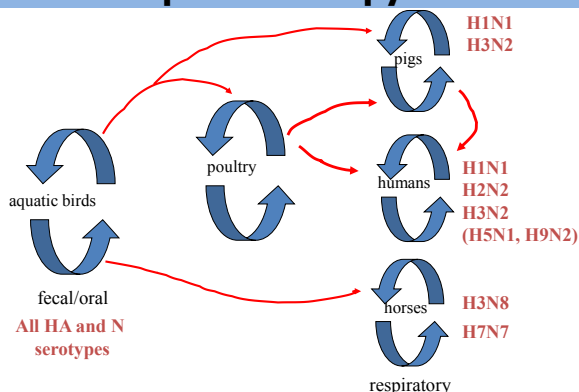 H1N1
H3N2
pigs
poultry
aquatic birds
humans
H1N1
H2N2
H3N2
(H5N1, H9N2)
fecal/oral
All HA and N
serotypes
horses
H3N8
H7N7
respiratory